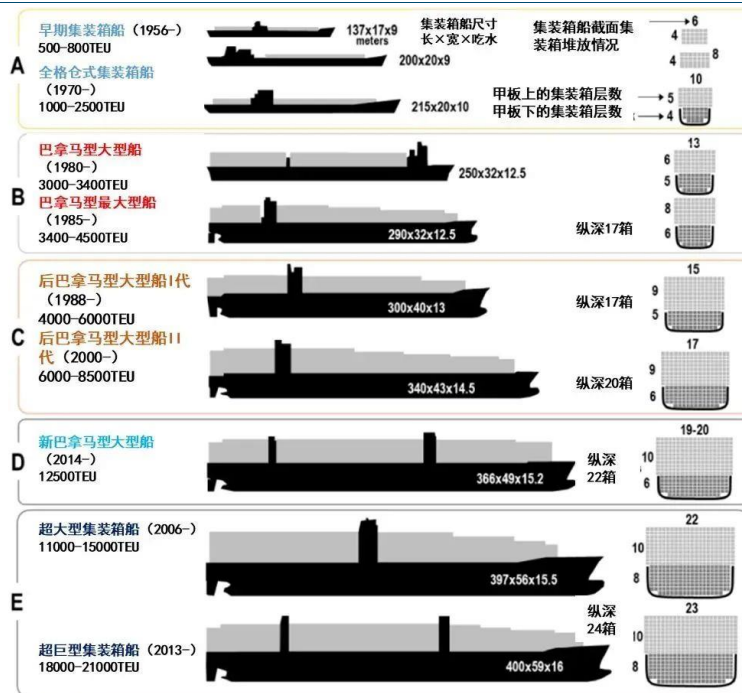 早期集装箱船（1956-）
500-800TEU
137x17x9
meters
集装箱船尺寸
长×宽×吃水
集装箱船截面集
装箱堆放情况
6
4
A
200x20x9
4
8
全格仓式集装箱船
（1970-）
1000-2500TEU
215x20x10
甲板上的集装箱层数
甲板下的集装箱层数
10
5
4
B
巴拿马型大型船
（1980-）
3000-3400TEU
250x32x12.5
13
6
5
巴拿马型最大型船
（1985-）
3400-4500TEU
290x32x12.5
纵深17箱
8
6
C
后巴拿马型大型船I代
（1988-）
4000-6000TEU
300x40x13
纵深17箱
15
9
5
后巴拿马型大型船II
代（2000-）
6000-8500TEU
340x43x14.5
纵深20箱
17
9
6
D
新巴拿马型大型船
（2014-）
12500TEU
366x49x15.2
纵深
22箱
19-20
10
6
E
超大型集装箱船（2006-）
11000-15000TEU
397x56x15.5
22
10
8
纵深
24箱
超巨型集装箱船（2013-）
18000-21000TEU
400x59x16
23
10
8